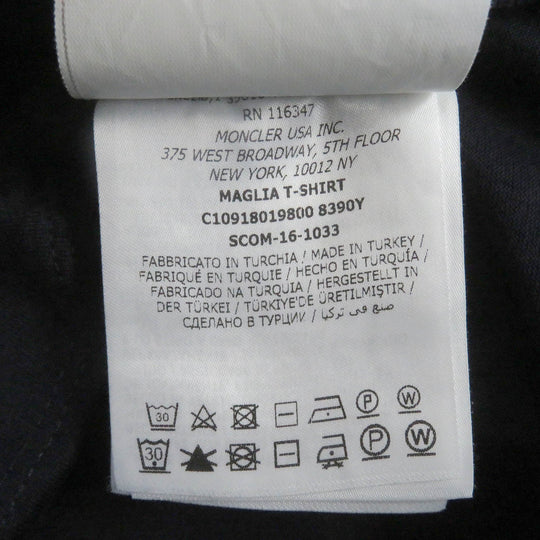 RN 116347
MONCLER USA INC.
375 WEST BROADWAY, 5TH FLOOR
NEW YORK, 10012 NY
MAGLIA T-SHIRT
C10918019800 8390Y
SCOM-16-1033
FABBRICATO IN TURCHIA / MADE IN TURKEY /
FABRIQUÉ EN TURQUIE / HECHO EN TURQUÍA /
FABRICADO NA TURQUIA / HERGESTELLT IN
DER TÜRKEI / TÜRKİYE'DE ÜRETILMIŞTIR /
СДЕЛАНО В ТУРЦИИ / صنع في تركيا
30 P W
30 P W